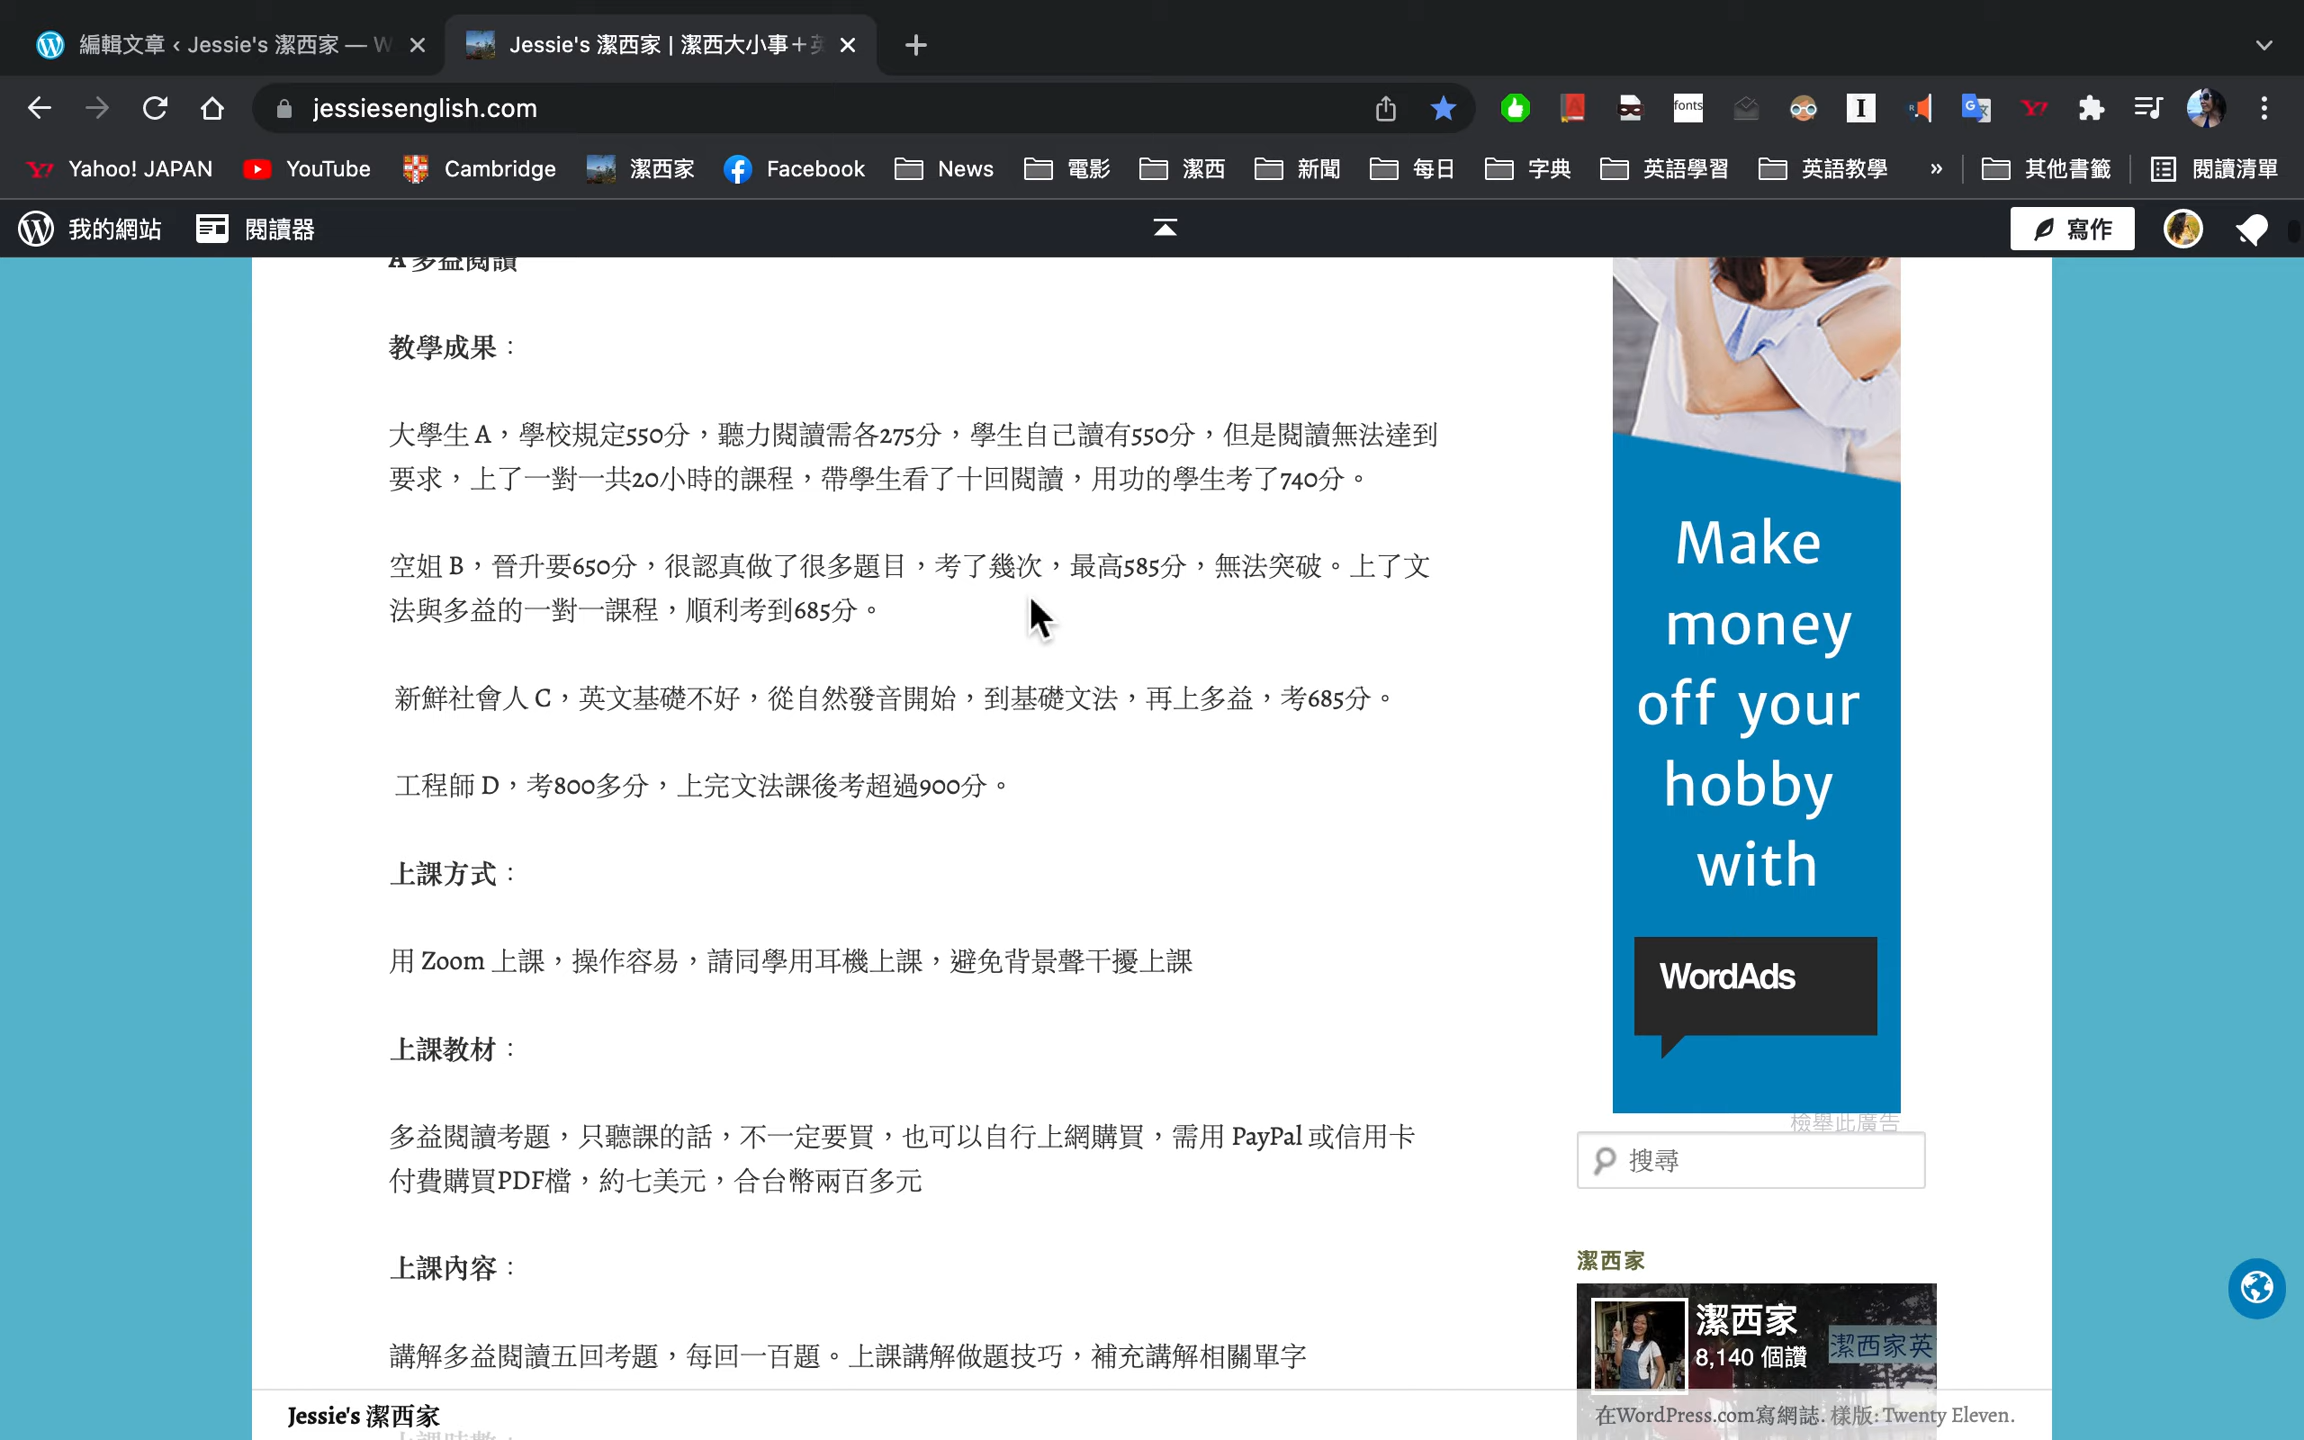 編輯文章 ‹ Jessie's 潔西家 — W
Jessie's 潔西家 | 潔西大小事+英
jessiesenglish.com
fonts
Yahoo! JAPAN
YouTube
Cambridge
潔西家
Facebook
News
電影
潔西
新聞
每日
字典
英語學習
英語教學
»
其他書籤
閱讀清單
我的網站
閱讀器
寫作
A 多益閱讀
教學成果：
大學生 A，學校規定550分，聽力閱讀需各275分，學生自己讀有550分，但是閱讀無法達到
要求，上了一對一共20小時的課程，帶學生看了十回閱讀，用功的學生考了740分。
空姐 B，晉升要650分，很認真做了很多題目，考了幾次，最高585分，無法突破。上了文
法與多益的一對一課程，順利考到685分。
新鮮社會人 C，英文基礎不好，從自然發音開始，到基礎文法，再上多益，考685分。
工程師 D，考800多分，上完文法課後考超過900分。
上課方式：
用 Zoom 上課，操作容易，請同學用耳機上課，避免背景聲干擾上課
上課教材：
多益閱讀考題，只聽課的話，不一定要買，也可以自行上網購買，需用 PayPal 或信用卡
付費購買PDF檔，約七美元，合台幣兩百多元
上課內容：
講解多益閱讀五回考題，每回一百題。上課講解做題技巧，補充講解相關單字
上課時數：
Make
money
off your
hobby
with
WordAds
檢舉此廣告
搜尋
潔西家
潔西家
8,140 個讚
潔西家英
Jessie's 潔西家
在WordPress.com寫網誌. 樣版: Twenty Eleven.